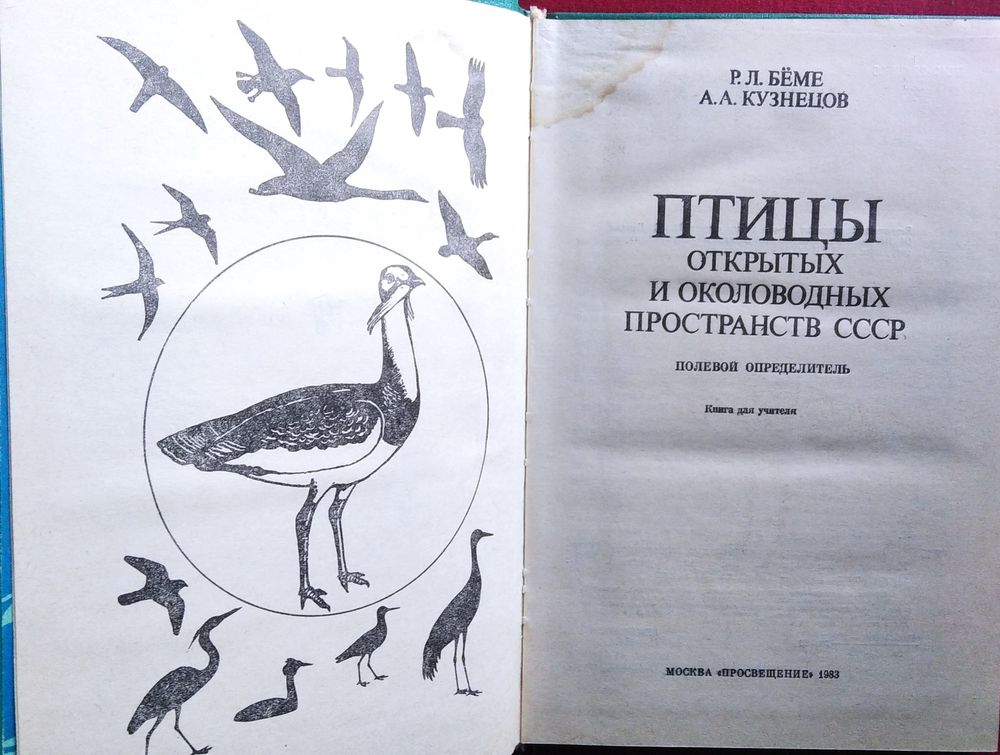 Р. Л. БЁМЕ
А. А. КУЗНЕЦОВ
ПТИЦЫ
ОТКРЫТЫХ
И ОКОЛОВОДНЫХ
ПРОСТРАНСТВ СССР
ПОЛЕВОЙ ОПРЕДЕЛИТЕЛЬ
Книга для учителя
МОСКВА «ПРОСВЕЩЕНИЕ» 1983